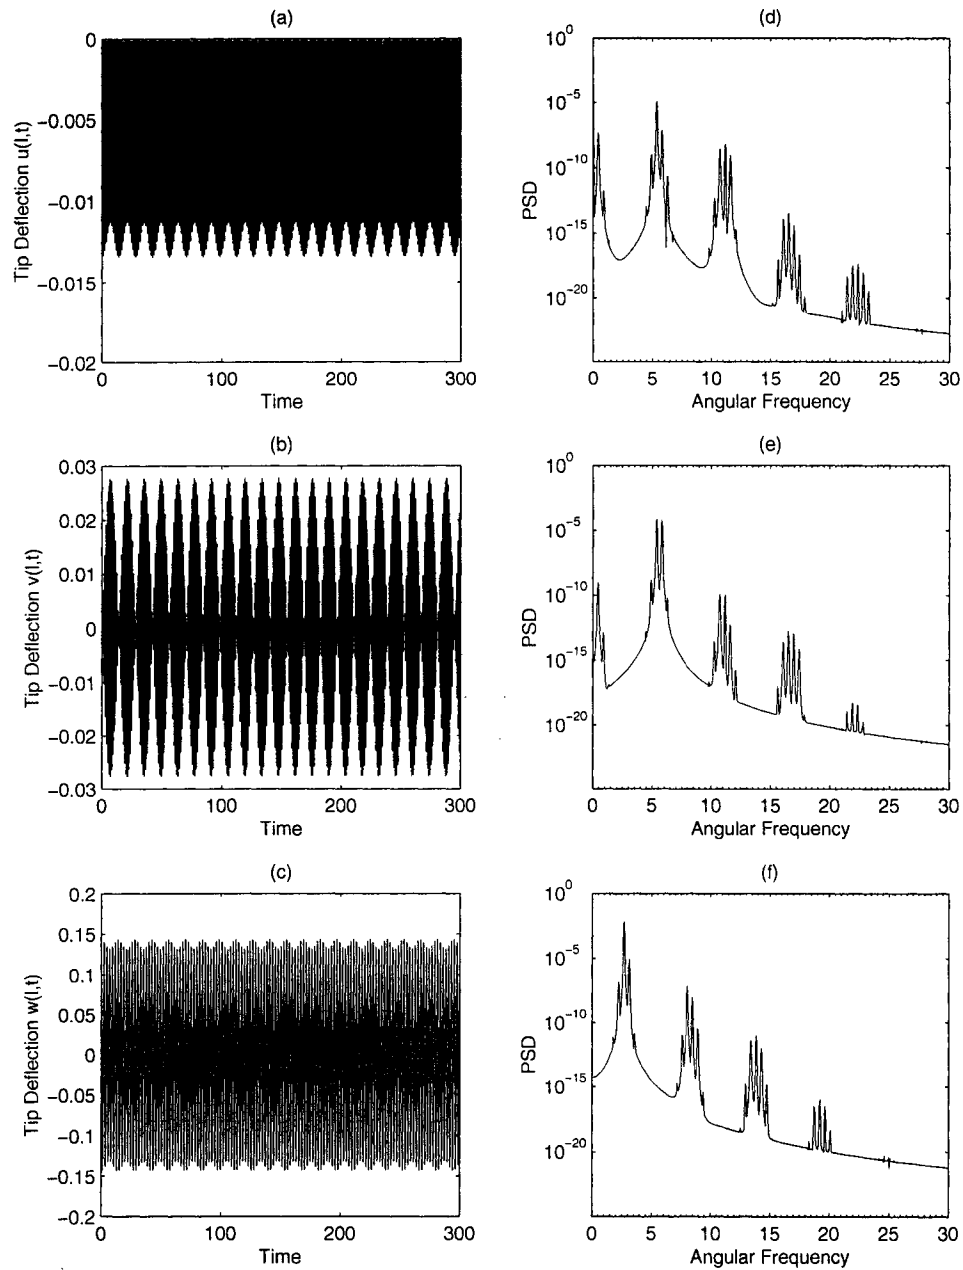 (a)
0
−0.005
−0.01
−0.015
−0.02
0 100 200 300
Tip Deflection u(l,t)
Time
(d)
10^0
10^-5
10^-10
10^-15
10^-20
0 5 10 15 20 25 30
PSD
Angular Frequency
(b)
0.03
0.02
0.01
0
−0.01
−0.02
−0.03
0 100 200 300
Tip Deflection v(l,t)
Time
(e)
10^0
10^-5
10^-10
10^-15
10^-20
0 5 10 15 20 25 30
PSD
Angular Frequency
(c)
0.2
0.15
0.1
0.05
0
−0.05
−0.1
−0.15
−0.2
0 100 200 300
Tip Deflection w(l,t)
Time
(f)
10^0
10^-5
10^-10
10^-15
10^-20
0 5 10 15 20 25 30
PSD
Angular Frequency